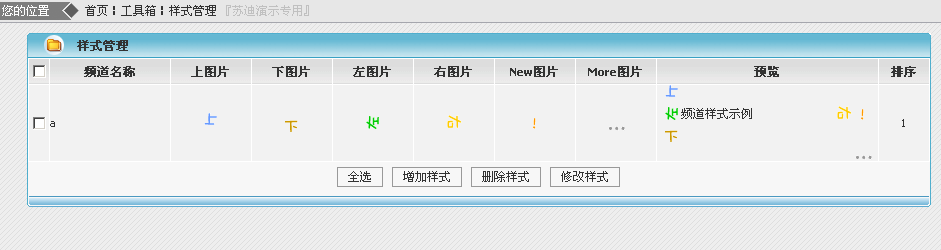 您的位置 首页 ¦ 工具箱 ¦ 样式管理 『苏迪演示专用』
样式管理
频道名称 上图片 下图片 左图片 右图片 New图片 More图片 预览 排序
a 上 下 左 右 ! ... 1
上
左 频道样式示例 右 !
下
...
全选 增加样式 删除样式 修改样式